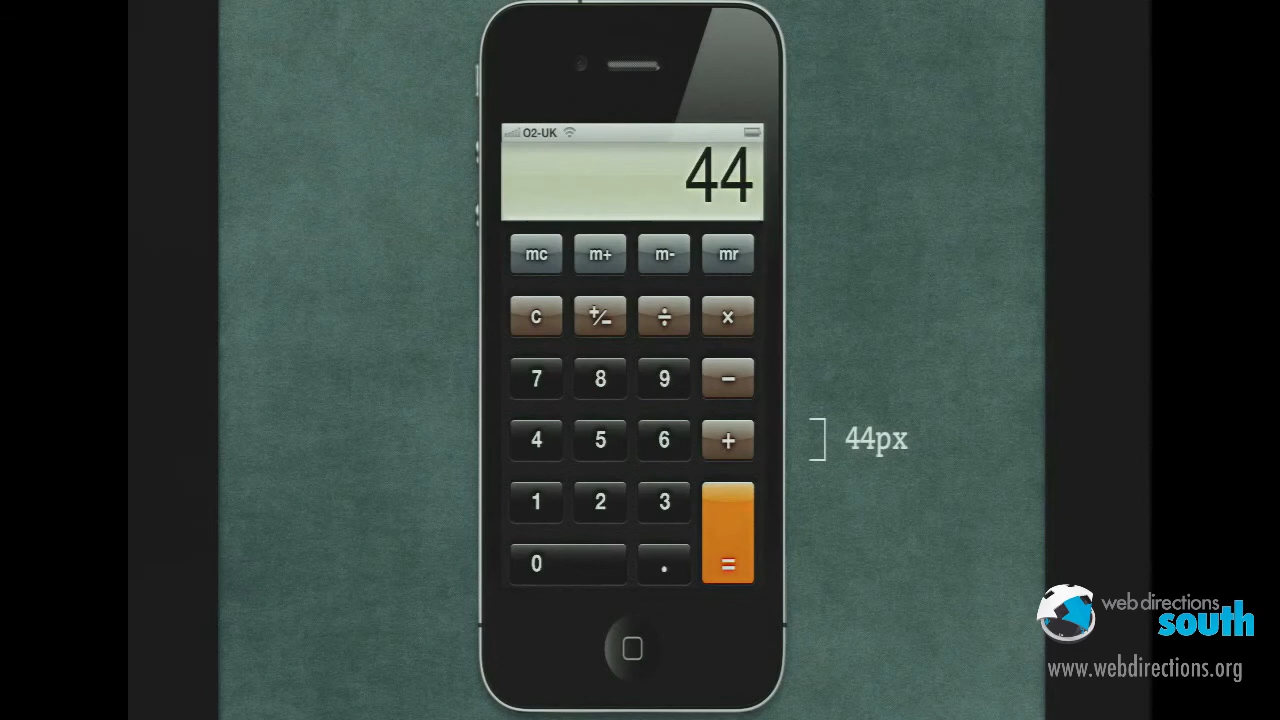 O2-UK
44
mc m+ m- mr
c +/- ÷ ×
7 8 9 −
4 5 6 +
44px
1 2 3
0 . =
web directions
south
www.webdirections.org